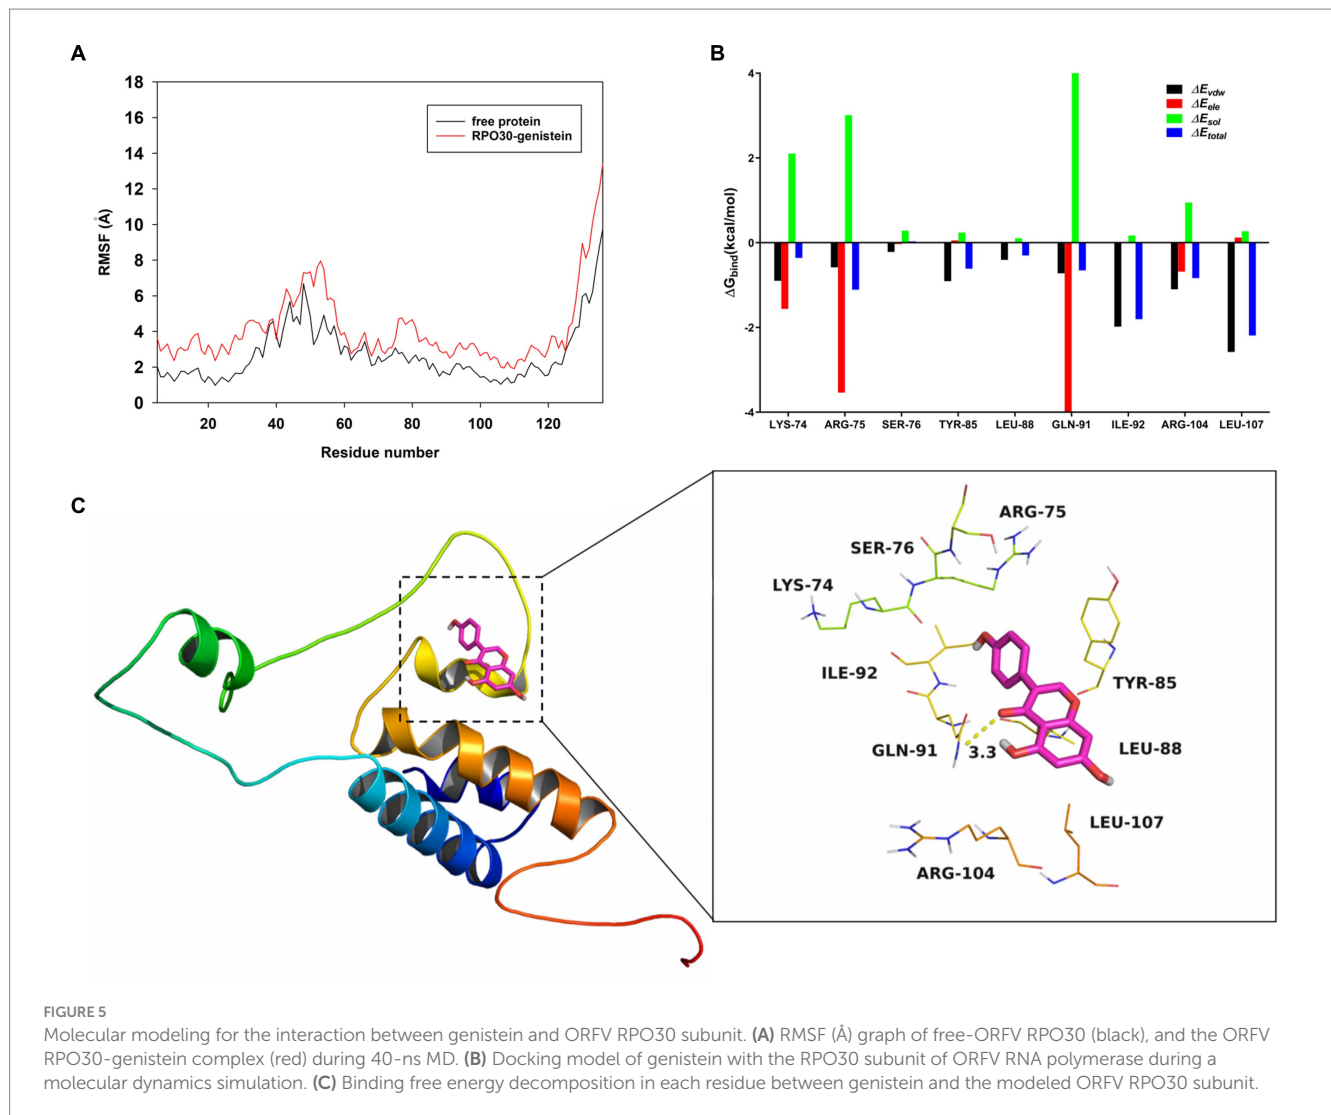 A
18
16
14
12
10
8
6
4
2
0
RMSF (Å)
free protein
RPO30-genistein
20
40
60
80
100
120
Residue number
B
4
2
0
-2
-4
ΔGbind(kcal/mol)
ΔEvdw
ΔEele
ΔEsol
ΔEtotal
LYS-74
ARG-75
SER-76
TYR-85
LEU-88
GLN-91
ILE-92
ARG-104
LEU-107
C
ARG-75
SER-76
LYS-74
ILE-92
TYR-85
GLN-91
3.3
LEU-88
LEU-107
ARG-104
FIGURE 5
Molecular modeling for the interaction between genistein and ORFV RPO30 subunit. (A) RMSF (Å) graph of free-ORFV RPO30 (black), and the ORFV
RPO30-genistein complex (red) during 40-ns MD. (B) Docking model of genistein with the RPO30 subunit of ORFV RNA polymerase during a
molecular dynamics simulation. (C) Binding free energy decomposition in each residue between genistein and the modeled ORFV RPO30 subunit.